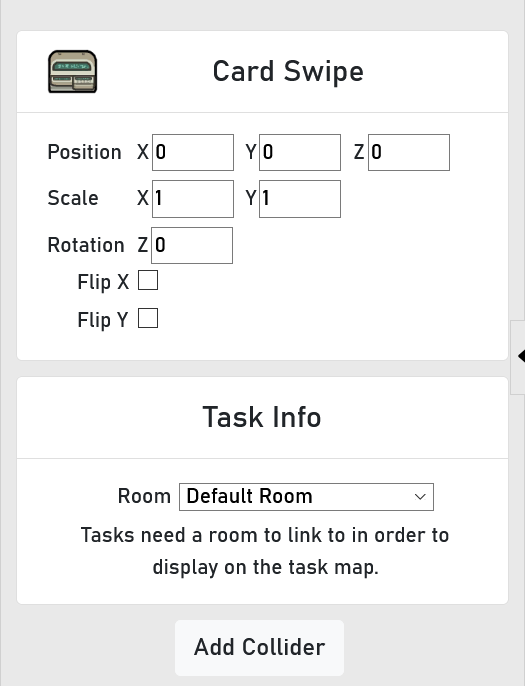 Card Swipe
Position X 0 Y 0 Z 0
Scale X 1 Y 1
Rotation Z 0
Flip X
Flip Y
Task Info
Room Default Room
Tasks need a room to link to in order to
display on the task map.
Add Collider